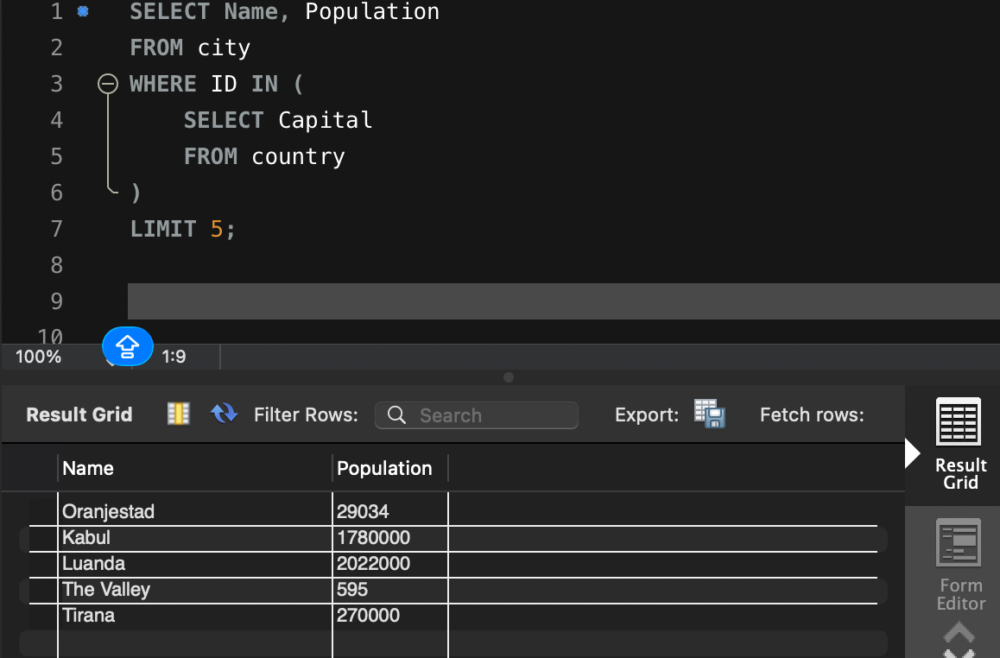 1 SELECT Name, Population
2 FROM city
3 WHERE ID IN (
4 SELECT Capital
5 FROM country
6 )
7 LIMIT 5;
8
9
10
100% 1:9
Result Grid Filter Rows: Search Export: Fetch rows:
Name Population
Oranjestad 29034
Kabul 1780000
Luanda 2022000
The Valley 595
Tirana 270000
Result
Grid
Form
Editor